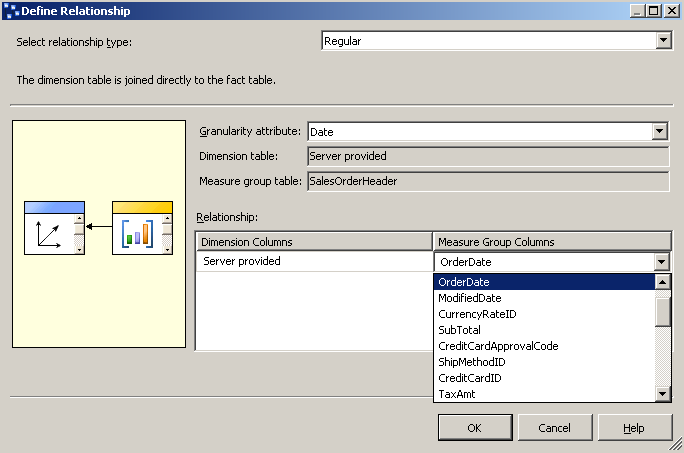 Define Relationship
Select relationship type: Regular
The dimension table is joined directly to the fact table.
Granularity attribute: Date
Dimension table: Server provided
Measure group table: SalesOrderHeader
Relationship:
Dimension Columns Measure Group Columns
Server provided OrderDate
OrderDate
ModifiedDate
CurrencyRateID
SubTotal
CreditCardApprovalCode
ShipMethodID
CreditCardID
TaxAmt
OK Cancel Help